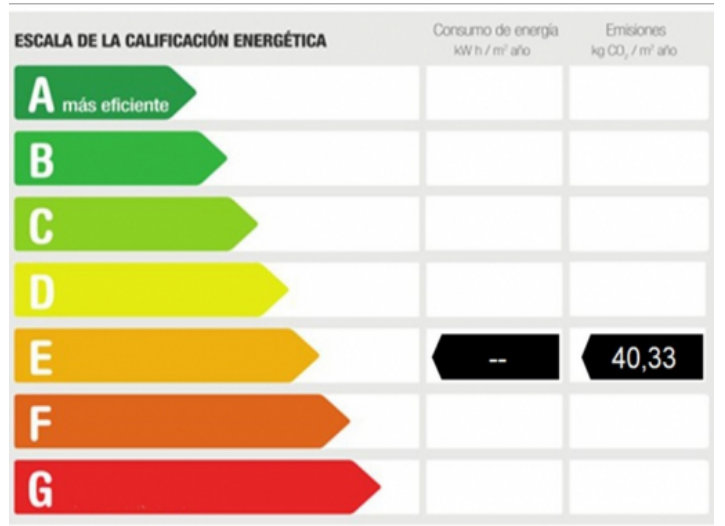 ESCALA DE LA CALIFICACIÓN ENERGÉTICA
Consumo de energía
kW h / m² año
Emisiones
kg CO₂ / m² año
A más eficiente
B
C
D
E
--
40,33
F
G